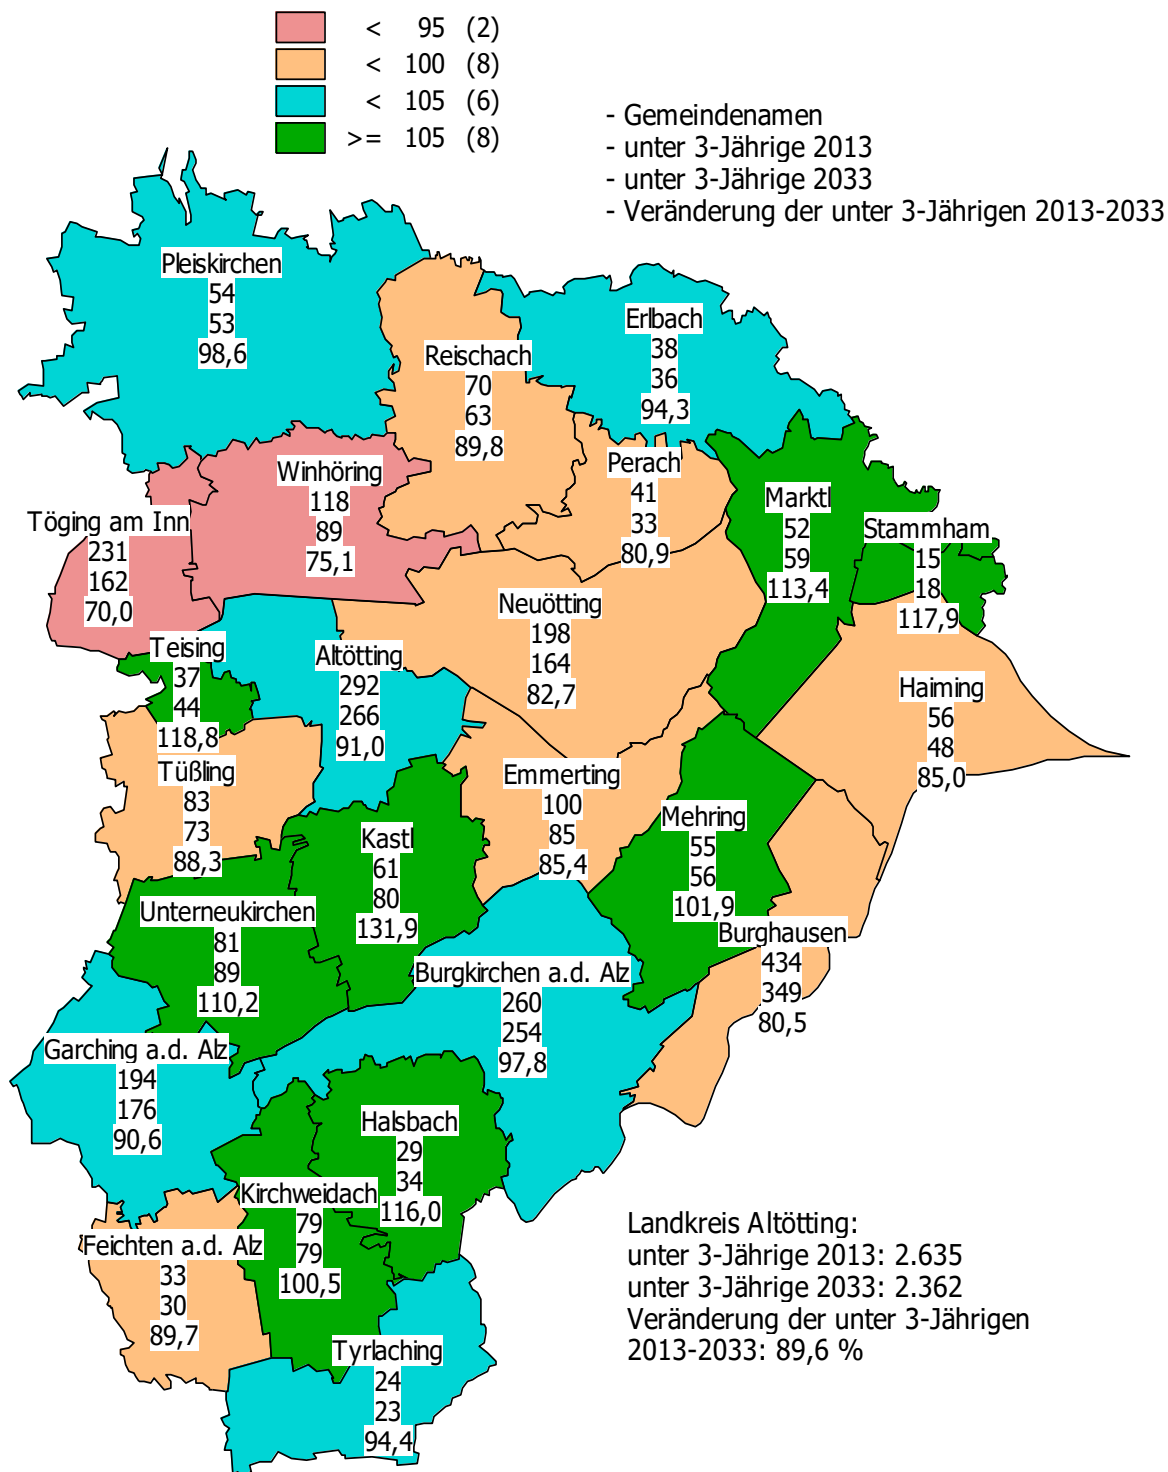 < 95 (2)
< 100 (8)
< 105 (6)
>= 105 (8)
- Gemeindenamen
- unter 3-Jährige 2013
- unter 3-Jährige 2033
- Veränderung der unter 3-Jährigen 2013-2033
Pleiskirchen
54
53
98,6
Erlbach
38
36
94,3
Reischach
70
63
89,8
Winhöring
118
89
75,1
Perach
41
33
80,9
Marktl
52
59
113,4
Stammham
15
18
117,9
Töging am Inn
231
162
70,0
Neuötting
198
164
82,7
Teising
37
44
118,8
Altötting
292
266
91,0
Haiming
56
48
85,0
Tüßling
83
73
88,3
Emmerting
100
85
85,4
Mehring
55
56
101,9
Kastl
61
80
131,9
Unterneukirchen
81
89
110,2
Burghausen
434
349
80,5
Burgkirchen a.d. Alz
260
254
97,8
Garching a.d. Alz
194
176
90,6
Halsbach
29
34
116,0
Kirchweidach
79
79
100,5
Feichten a.d. Alz
33
30
89,7
Tyrlaching
24
23
94,4
Landkreis Altötting:
unter 3-Jährige 2013: 2.635
unter 3-Jährige 2033: 2.362
Veränderung der unter 3-Jährigen
2013-2033: 89,6 %